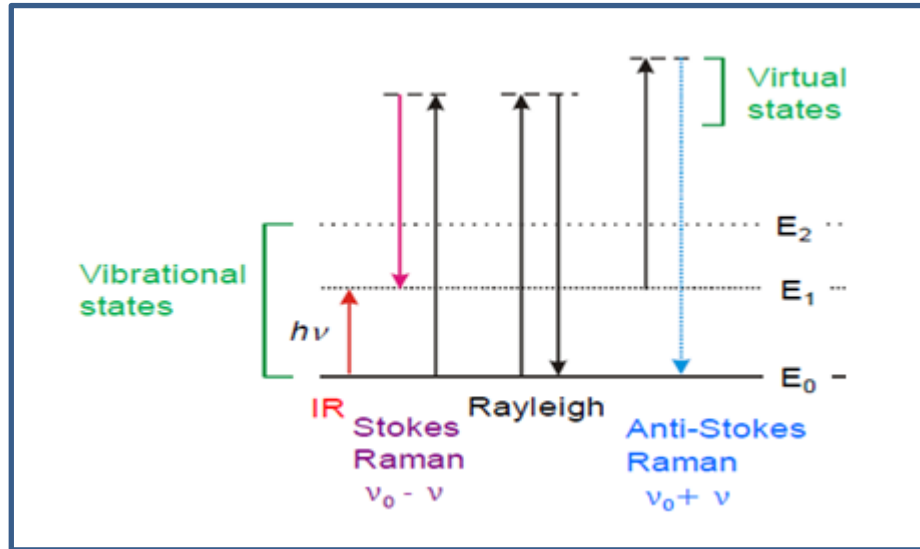 Virtual
states
E₂
Vibrational
states
E₁
hν
E₀
IR
Rayleigh
Stokes
Raman
ν₀ - ν
Anti-Stokes
Raman
ν₀ + ν